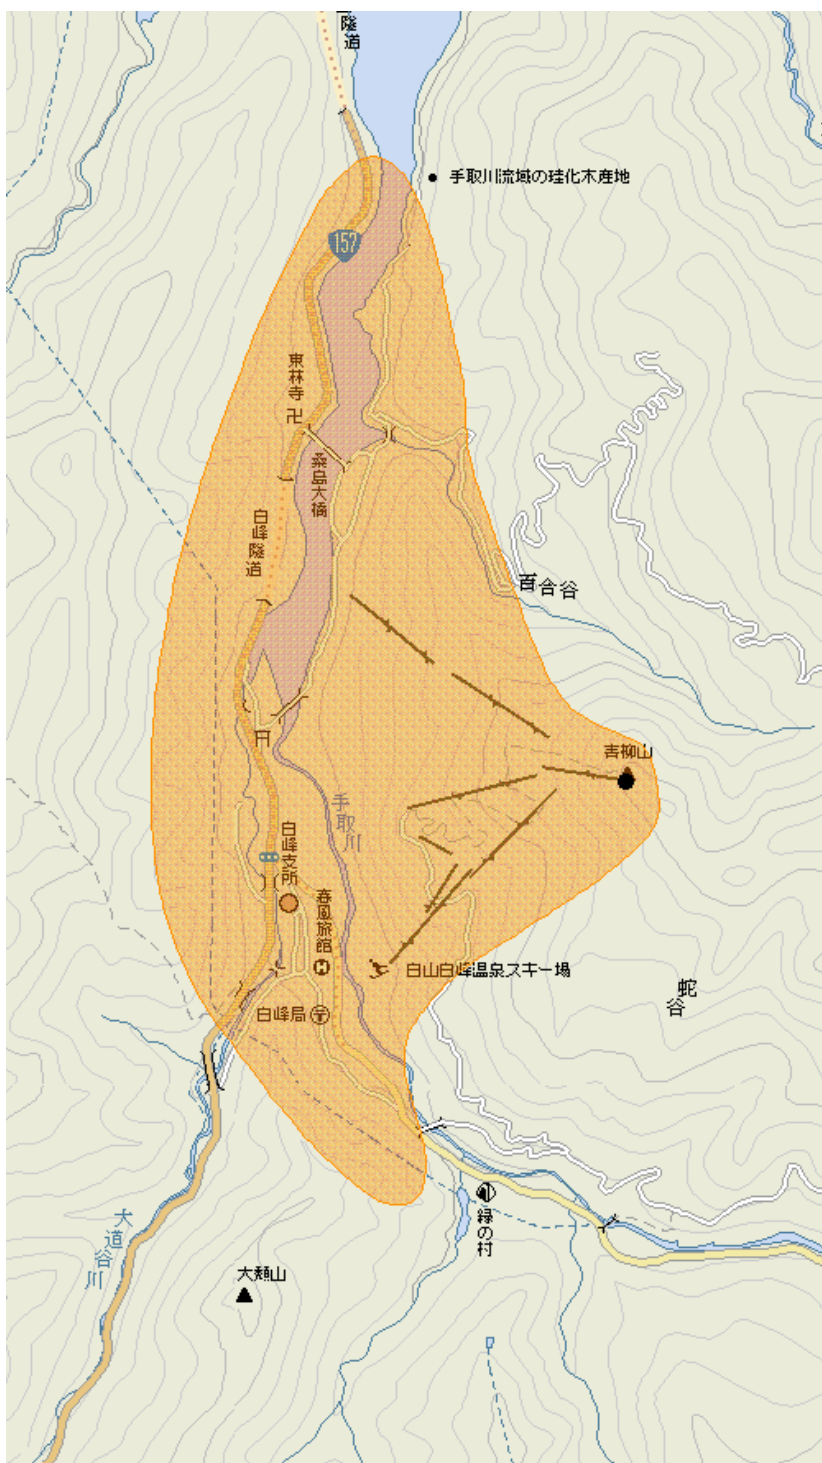 隧道
手取川流域の珪化木産地
157
東林寺
桑島大橋
白峰隧道
百合谷
青柳山
手取川
白峰支所
春風旅館
白山白峰温泉スキー場
白峰局
蛇谷
緑の村
大道谷川
大嵐山